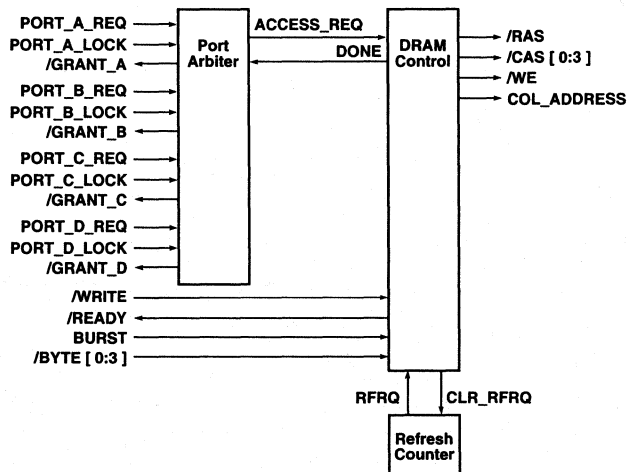 PORT_A_REQ
PORT_A_LOCK
/GRANT_A
PORT_B_REQ
PORT_B_LOCK
/GRANT_B
PORT_C_REQ
PORT_C_LOCK
/GRANT_C
PORT_D_REQ
PORT_D_LOCK
/GRANT_D
Port
Arbiter
ACCESS_REQ
DONE
DRAM
Control
/RAS
/CAS [ 0:3 ]
/WE
COL_ADDRESS
/WRITE
/READY
BURST
/BYTE [ 0:3 ]
RFRQ
CLR_RFRQ
Refresh
Counter